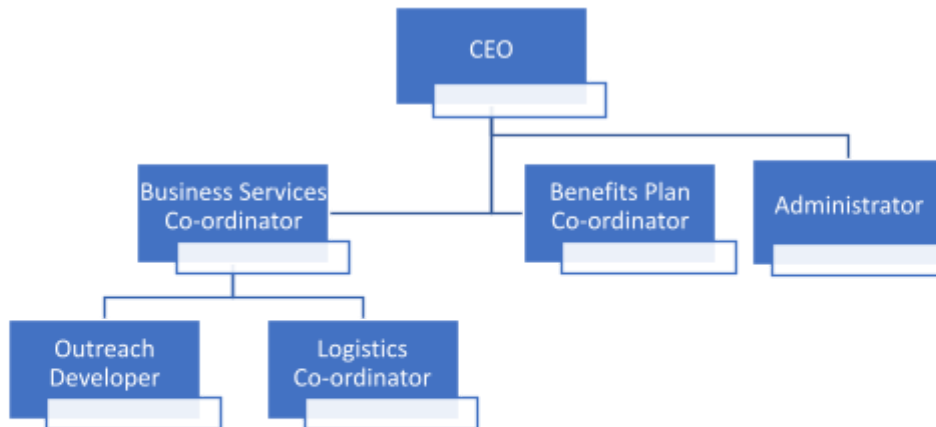 CEO
Business Services
Co-ordinator
Benefits Plan
Co-ordinator
Administrator
Outreach
Developer
Logistics
Co-ordinator